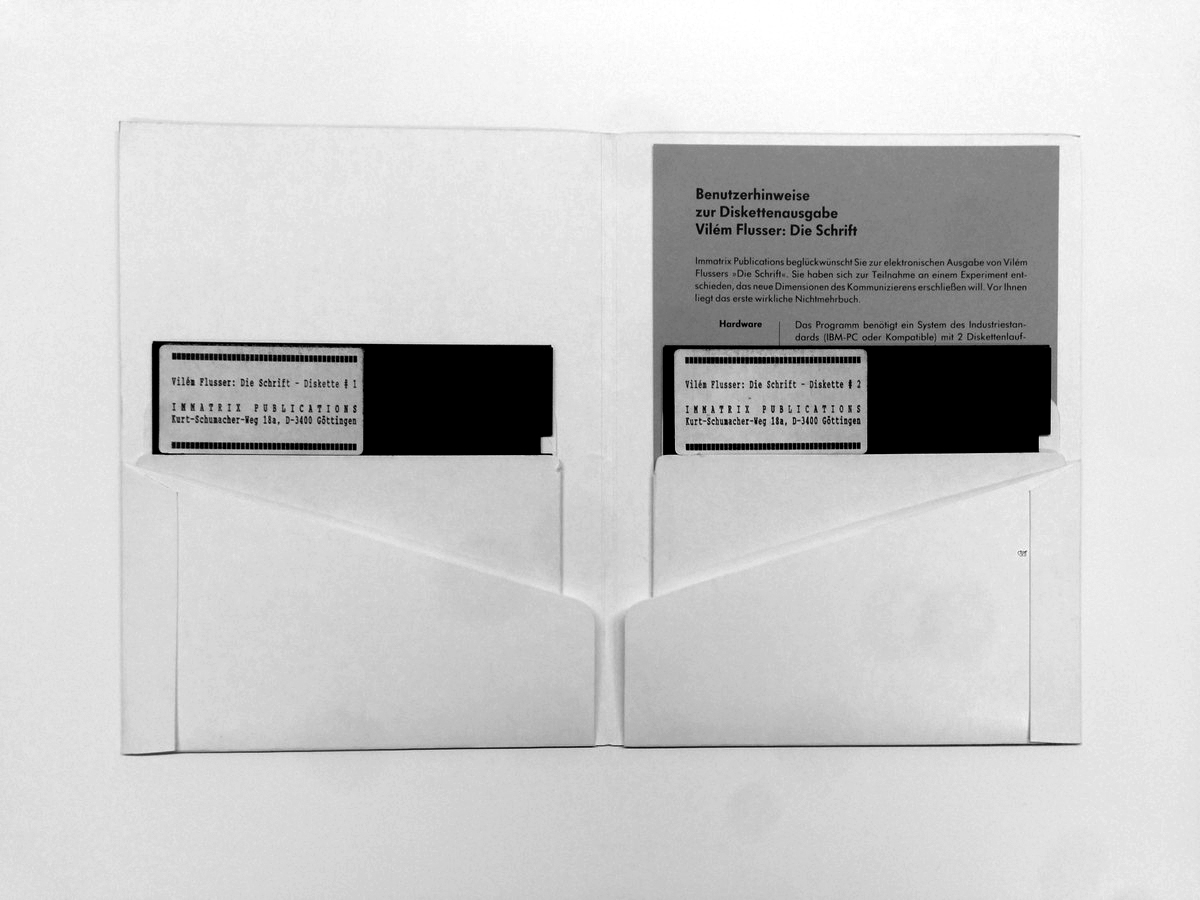 Benutzerhinweise
zur Diskettenausgabe
Vilém Flusser: Die Schrift
Immatrix Publications beglückwünscht Sie zur elektronischen Ausgabe von Vilém
Flussers »Die Schrift«. Sie haben sich zur Teilnahme an einem Experiment ent-
schieden, das neue Dimensionen des Kommunizierens erschließen will. Vor Ihnen
liegt das erste wirkliche Nichtmehrbuch.
Hardware
Das Programm benötigt ein System des Industriestan-
dards (IBM-PC oder Kompatible) mit 2 Diskettenlauf-
Vilém Flusser: Die Schrift - Diskette # 1
IMMATRIX PUBLICATIONS
Kurt-Schumacher-Weg 18a, D-3400 Göttingen
Vilém Flusser: Die Schrift - Diskette # 2
IMMATRIX PUBLICATIONS
Kurt-Schumacher-Weg 18a, D-3400 Göttingen